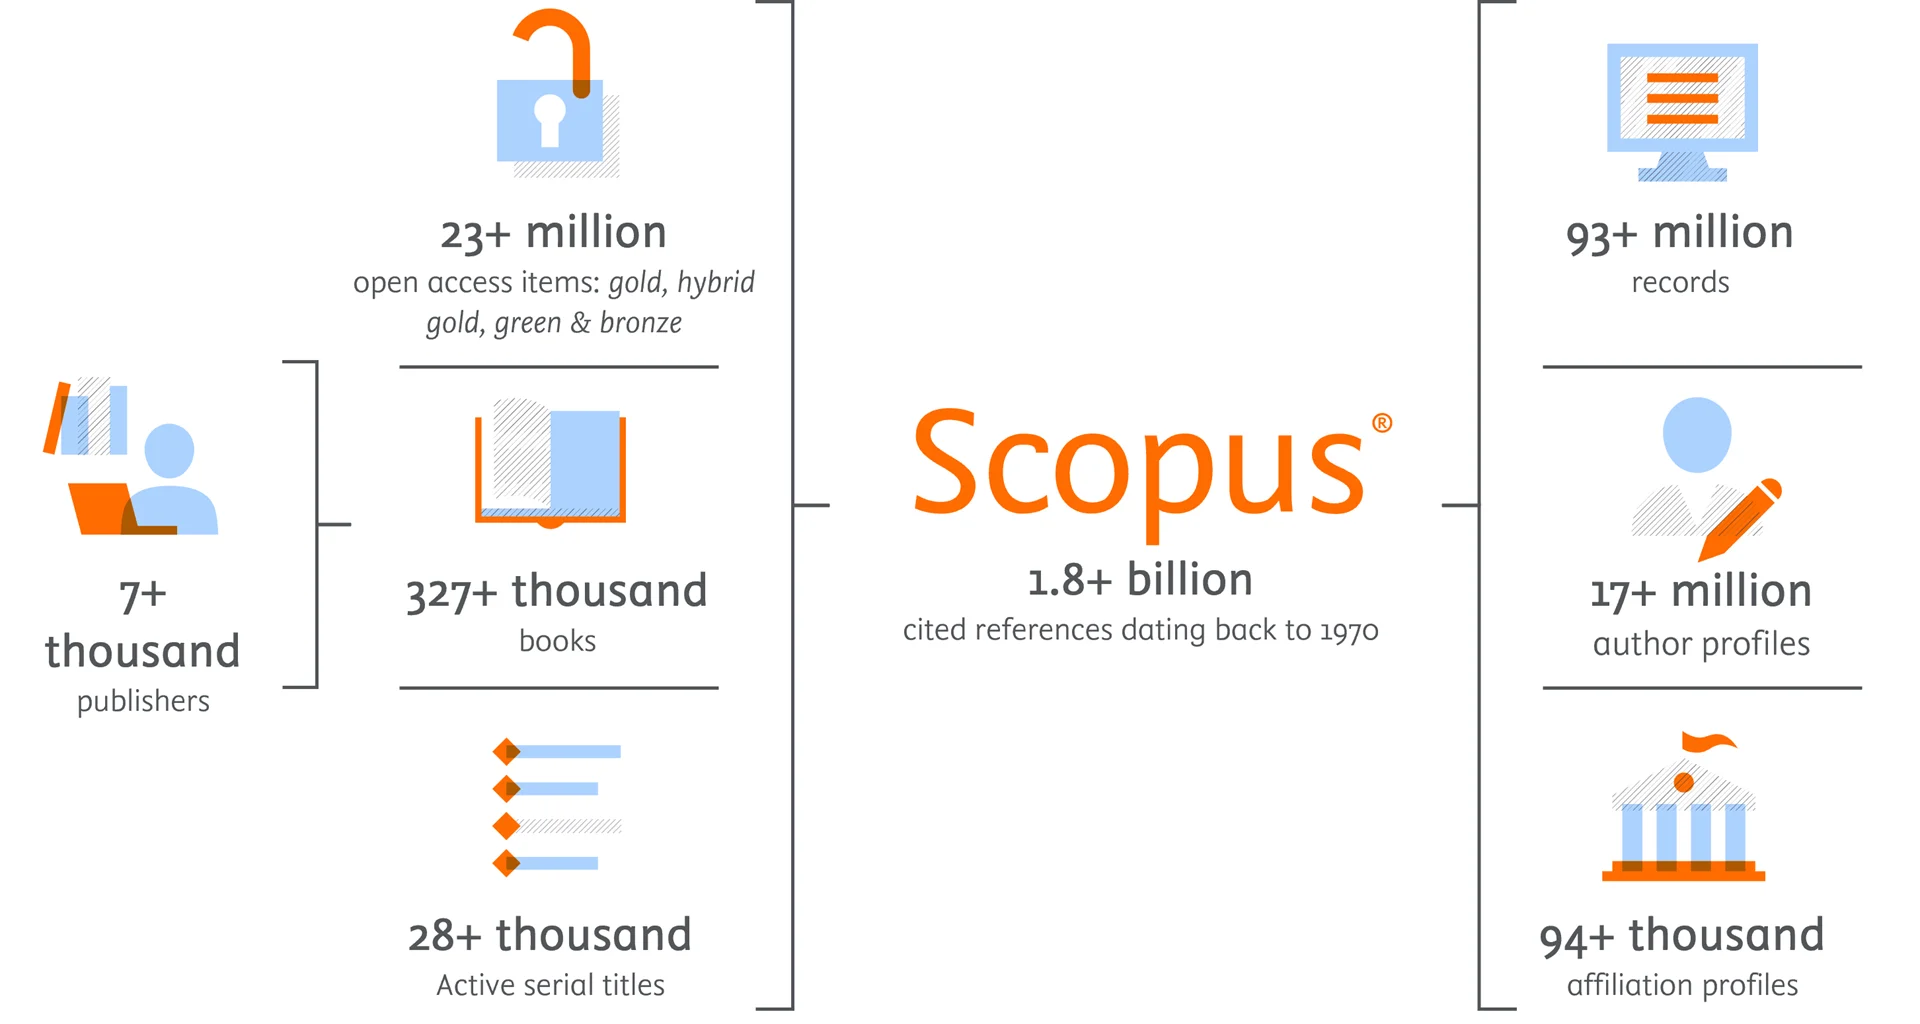 7+
thousand
publishers
23+ million
open access items: gold, hybrid
gold, green & bronze
327+ thousand
books
28+ thousand
Active serial titles
Scopus®
1.8+ billion
cited references dating back to 1970
93+ million
records
17+ million
author profiles
94+ thousand
affiliation profiles